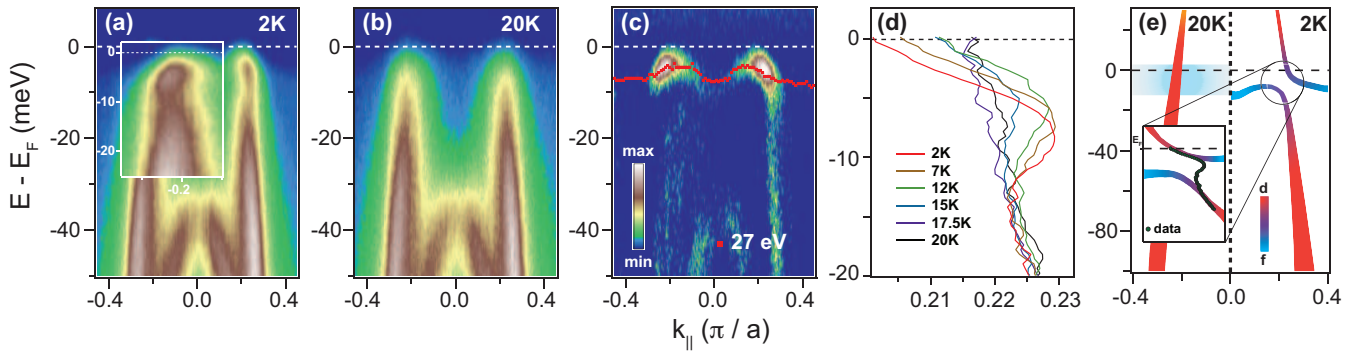 (a) 2K
0
-10
-20
-0.2
(b) 20K
(c)
max
min
27 eV
(d)
2K
7K
12K
15K
17.5K
20K
(e) 20K 2K
E_F
data
d
f
E - E_F (meV)
0
-20
-40
-0.4 0.0 0.4
0
-20
-40
-0.4 0.0 0.4
0
-20
-40
-0.4 0.0 0.4
0
-5
-10
-15
-20
0.21 0.22 0.23
0
-40
-80
-0.4 0.0 0.4
k_|| (π / a)